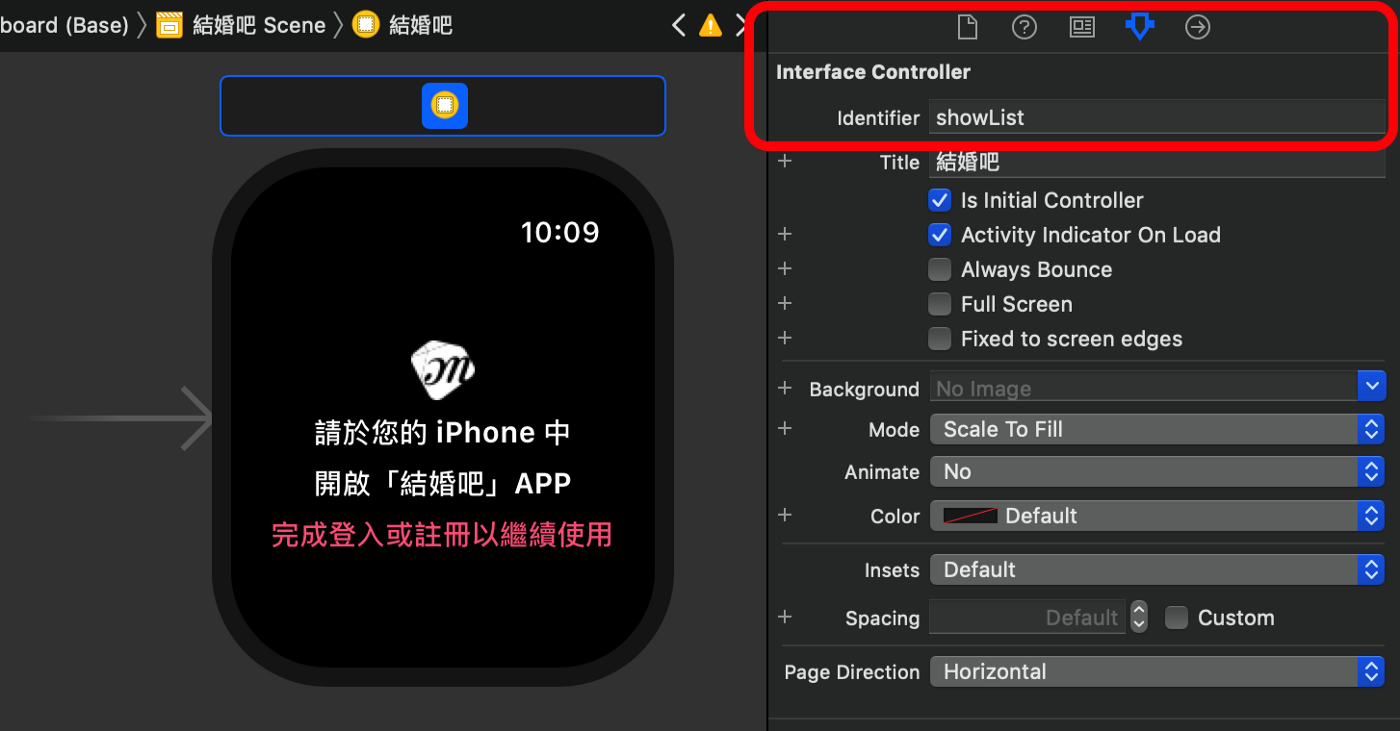 board (Base) 〉 結婚吧 Scene 〉 結婚吧
Interface Controller
Identifier showList
Title 結婚吧
Is Initial Controller
Activity Indicator On Load
Always Bounce
Full Screen
Fixed to screen edges
Background No Image
Mode Scale To Fill
Animate No
Color Default
Insets Default
Spacing Default Custom
Page Direction Horizontal
10:09
請於您的 iPhone 中
開啟「結婚吧」APP
完成登入或註冊以繼續使用